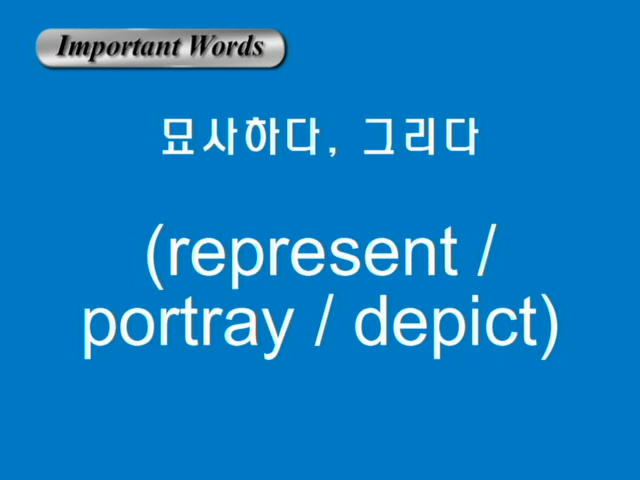 Important Words
묘사하다, 그리다
(represent /
portray / depict)